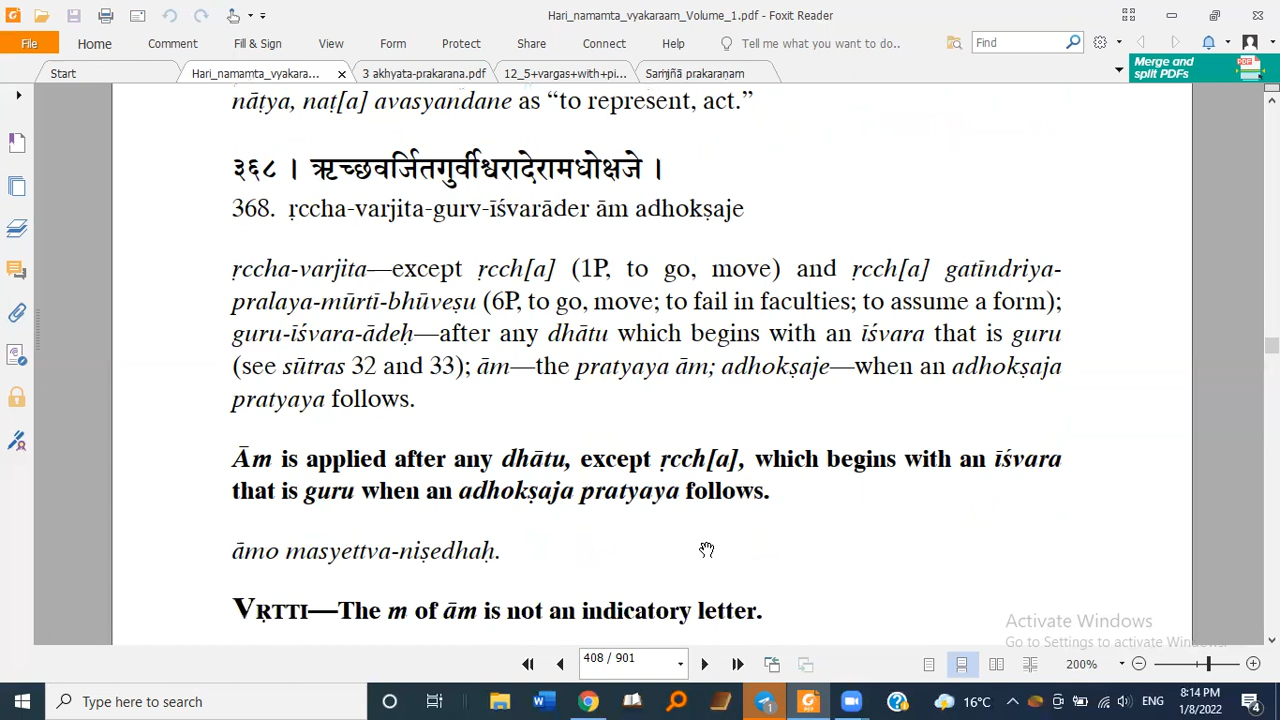 Hari_namamta_vyakaraam_Volume_1.pdf - Foxit Reader
File Home Comment Fill & Sign View Form Protect Share Connect Help Tell me what you want to do.. Find
Start Hari_namamta_vyakara... 3 akhyata-prakarana.pdf 12_5+vargas+with+pi... Saṁjñā prakaraṇam
Merge and
split PDFs
nāṭya, naṭ[a] avasyandane as “to represent, act.”
३६८ । ऋच्छवर्जितगुर्वीश्वरादेरामधोक्षजे ।
368. ṛccha-varjita-gurv-īśvarāder ām adhokṣaje
ṛccha-varjita—except ṛcch[a] (1P, to go, move) and ṛcch[a] gatīndriya-
pralaya-mūrtī-bhūveṣu (6P, to go, move; to fail in faculties; to assume a form);
guru-īśvara-ādeḥ—after any dhātu which begins with an īśvara that is guru
(see sūtras 32 and 33); ām—the pratyaya ām; adhokṣaje—when an adhokṣaja
pratyaya follows.
Ām is applied after any dhātu, except ṛcch[a], which begins with an īśvara
that is guru when an adhokṣaja pratyaya follows.
āmo masyettva-niṣedhaḥ.
VṚTTI—The m of ām is not an indicatory letter.
Activate Windows
Go to Settings to activate Windows.
408 / 901 200%
Type here to search 1 16°C ENG 8:14 PM 1/8/2022 4